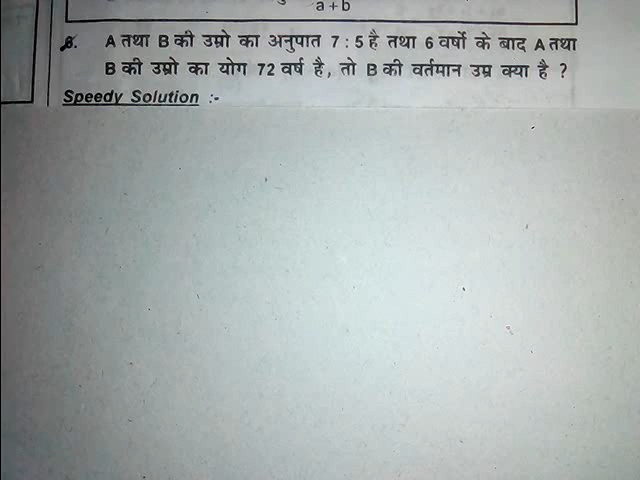 a+b
8. A तथा B की उम्रो का अनुपात 7 : 5 है तथा 6 वर्षो के बाद A तथा
B की उम्रो का योग 72 वर्ष है, तो B की वर्तमान उम्र क्या है ?
Speedy Solution :-